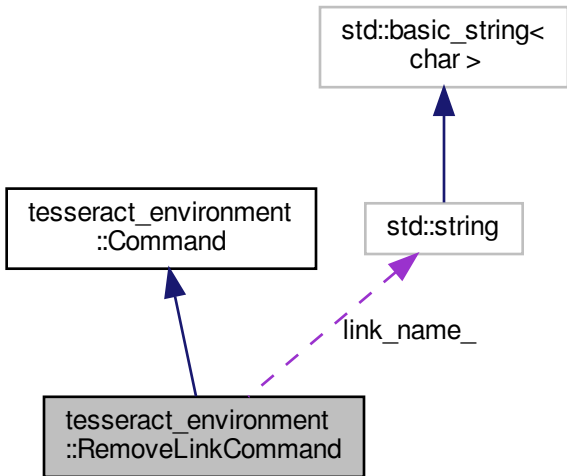 std::basic_string<
char >
tesseract_environment
::Command
std::string
link_name_
tesseract_environment
::RemoveLinkCommand